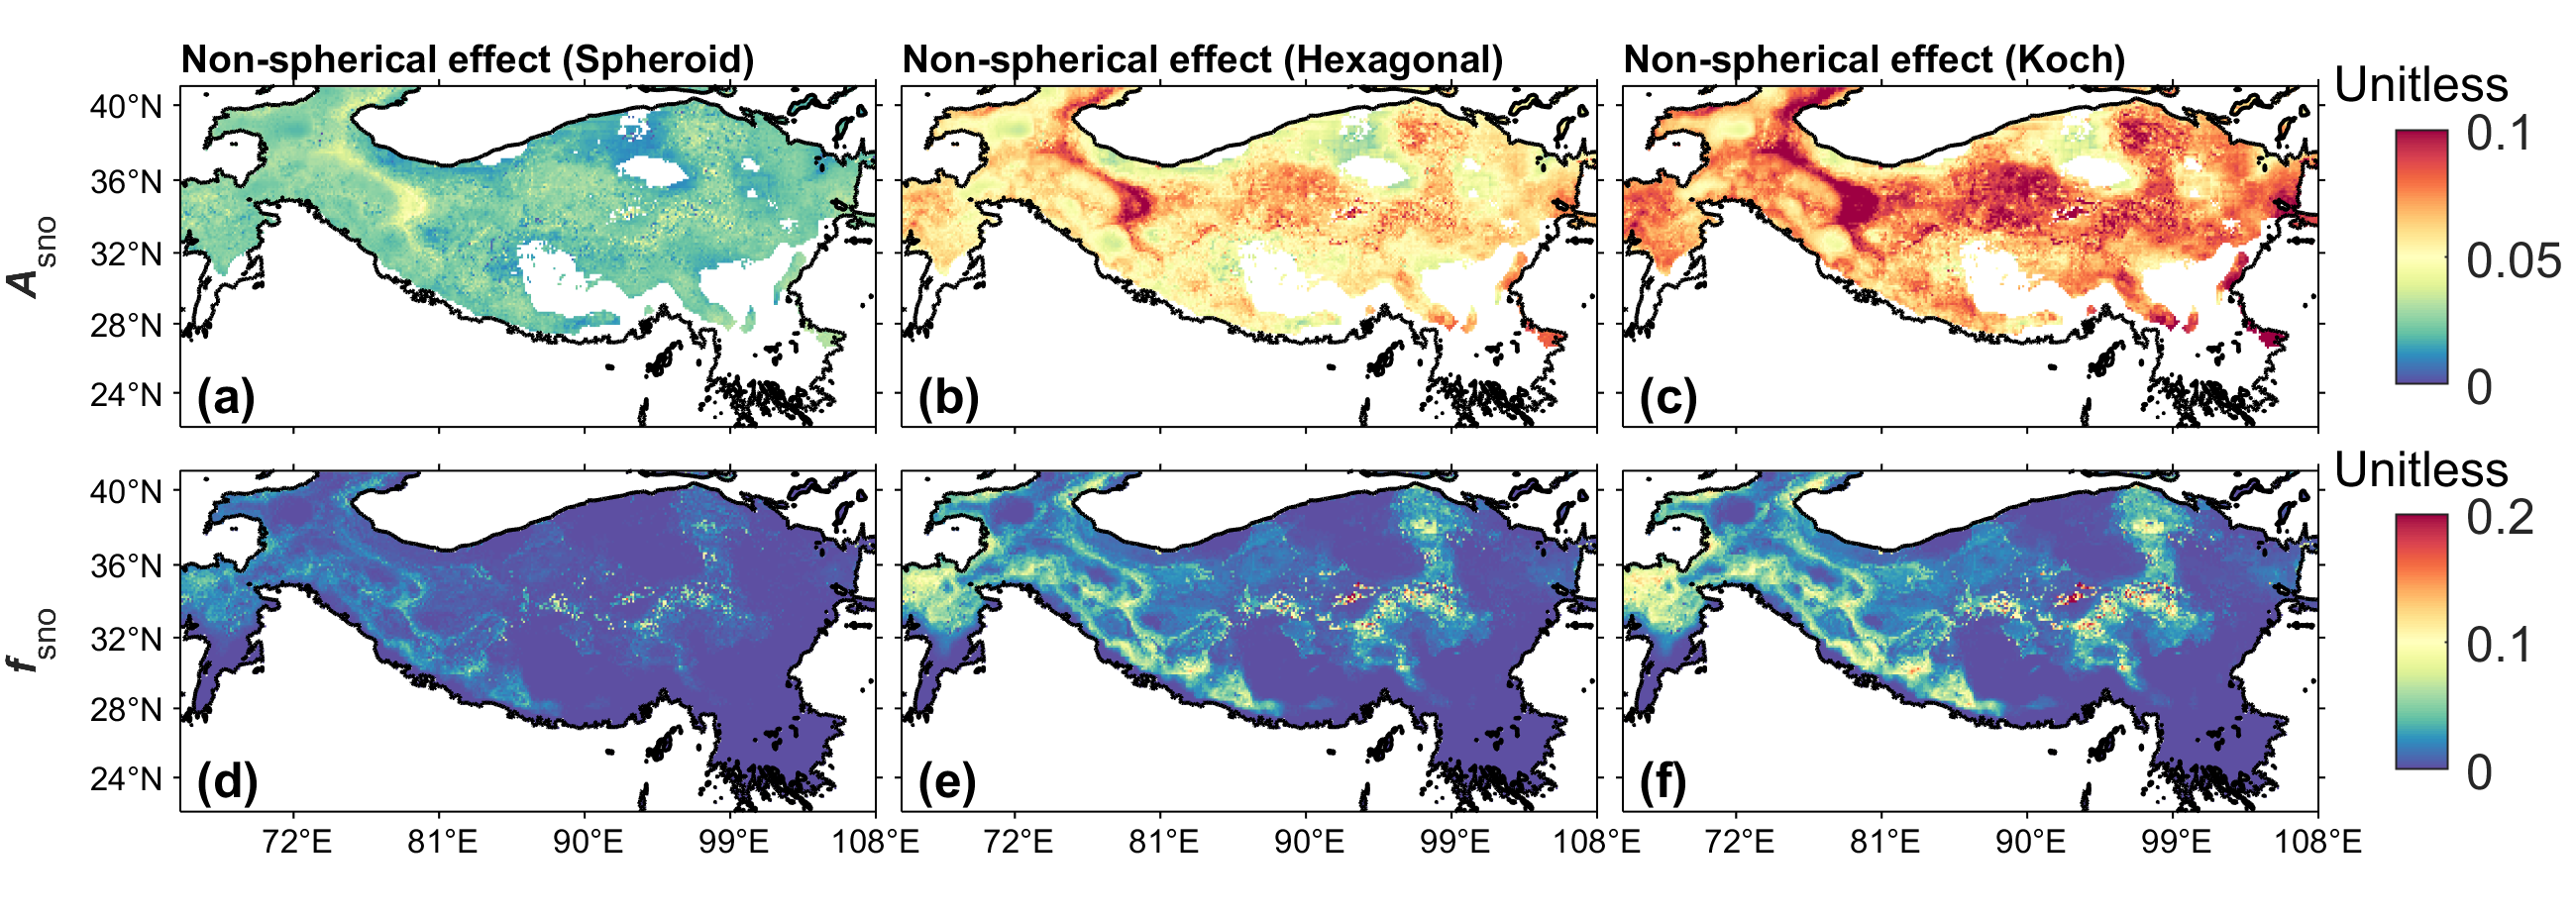 Non-spherical effect (Spheroid) Non-spherical effect (Hexagonal) Non-spherical effect (Koch)
Unitless
40°N
36°N
32°N
28°N
24°N
A sno
(a) (b) (c)
0.1
0.05
0
Unitless
40°N
36°N
32°N
28°N
24°N
f sno
(d) (e) (f)
0.2
0.1
0
72°E 81°E 90°E 99°E 108°E 72°E 81°E 90°E 99°E 108°E 72°E 81°E 90°E 99°E 108°E